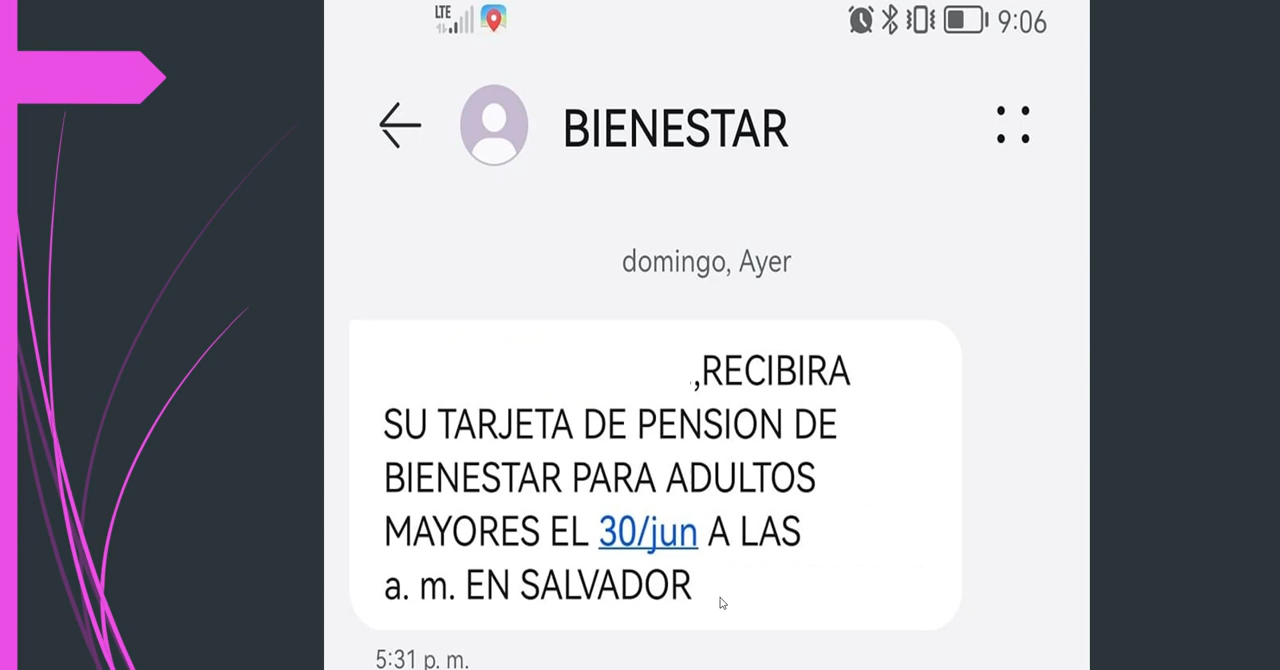 LTE 9:06
BIENESTAR
domingo, Ayer
,RECIBIRA
SU TARJETA DE PENSION DE
BIENESTAR PARA ADULTOS
MAYORES EL 30/jun A LAS
a. m. EN SALVADOR
5:31 p. m.